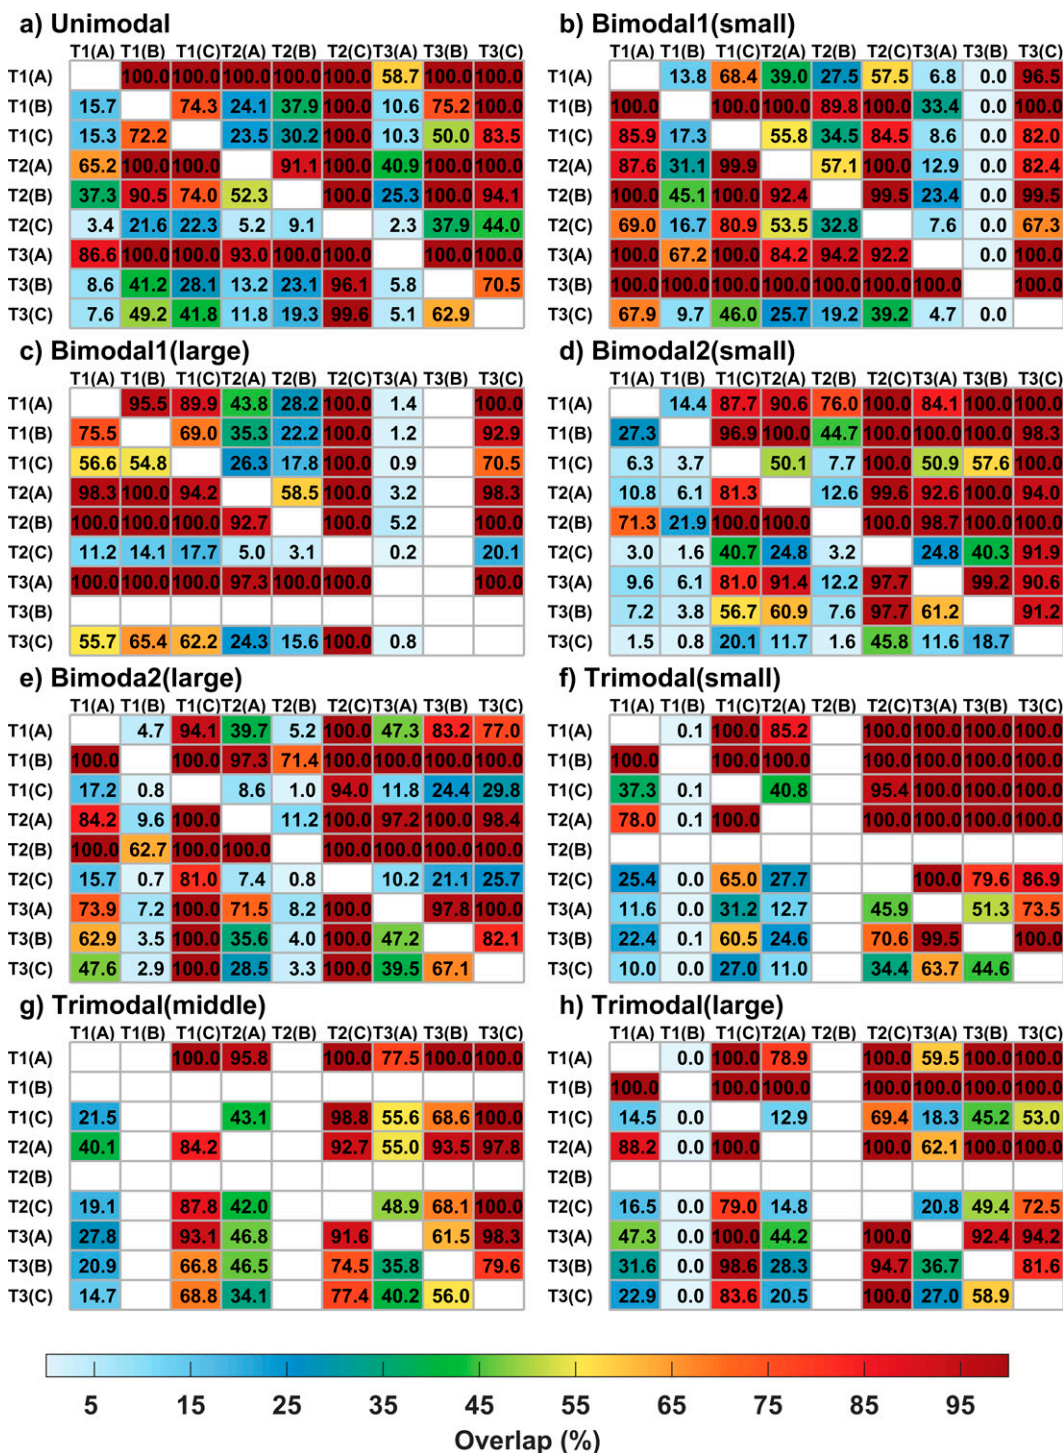 a) Unimodal
T1(A) T1(B) T1(C) T2(A) T2(B) T2(C) T3(A) T3(B) T3(C)
T1(A) 100.0 100.0 100.0 100.0 100.0 58.7 100.0 100.0
T1(B) 15.7 74.3 24.1 37.9 100.0 10.6 75.2 100.0
T1(C) 15.3 72.2 23.5 30.2 100.0 10.3 50.0 83.5
T2(A) 65.2 100.0 100.0 91.1 100.0 40.9 100.0 100.0
T2(B) 37.3 90.5 74.0 52.3 100.0 25.3 100.0 94.1
T2(C) 3.4 21.6 22.3 5.2 9.1 2.3 37.9 44.0
T3(A) 86.6 100.0 100.0 93.0 100.0 100.0 100.0 100.0
T3(B) 8.6 41.2 28.1 13.2 23.1 96.1 5.8 70.5
T3(C) 7.6 49.2 41.8 11.8 19.3 99.6 5.1 62.9
b) Bimodal1(small)
T1(A) T1(B) T1(C) T2(A) T2(B) T2(C) T3(A) T3(B) T3(C)
T1(A) 13.8 68.4 39.0 27.5 57.5 6.8 0.0 96.5
T1(B) 100.0 100.0 100.0 89.8 100.0 33.4 0.0 100.0
T1(C) 85.9 17.3 55.8 34.5 84.5 8.6 0.0 82.0
T2(A) 87.6 31.1 99.9 57.1 100.0 12.9 0.0 82.4
T2(B) 100.0 45.1 100.0 92.4 99.5 23.4 0.0 99.5
T2(C) 69.0 16.7 80.9 53.5 32.8 7.6 0.0 67.3
T3(A) 100.0 67.2 100.0 84.2 94.2 92.2 0.0 100.0
T3(B) 100.0 100.0 100.0 100.0 100.0 100.0 100.0 100.0
T3(C) 67.9 9.7 46.0 25.7 19.2 39.2 4.7 0.0
c) Bimodal1(large)
T1(A) T1(B) T1(C) T2(A) T2(B) T2(C) T3(A) T3(B) T3(C)
T1(A) 95.5 89.9 43.8 28.2 100.0 1.4 100.0
T1(B) 75.5 69.0 35.3 22.2 100.0 1.2 92.9
T1(C) 56.6 54.8 26.3 17.8 100.0 0.9 70.5
T2(A) 98.3 100.0 94.2 58.5 100.0 3.2 98.3
T2(B) 100.0 100.0 100.0 92.7 100.0 5.2 100.0
T2(C) 11.2 14.1 17.7 5.0 3.1 0.2 20.1
T3(A) 100.0 100.0 100.0 97.3 100.0 100.0 100.0
T3(B)
T3(C) 55.7 65.4 62.2 24.3 15.6 100.0 0.8
d) Bimodal2(small)
T1(A) T1(B) T1(C) T2(A) T2(B) T2(C) T3(A) T3(B) T3(C)
T1(A) 14.4 87.7 90.6 76.0 100.0 84.1 100.0 100.0
T1(B) 27.3 96.9 100.0 44.7 100.0 100.0 100.0 98.3
T1(C) 6.3 3.7 50.1 7.7 100.0 50.9 57.6 100.0
T2(A) 10.8 6.1 81.3 12.6 99.6 92.6 100.0 94.0
T2(B) 71.3 21.9 100.0 100.0 100.0 98.7 100.0 100.0
T2(C) 3.0 1.6 40.7 24.8 3.2 24.8 40.3 91.9
T3(A) 9.6 6.1 81.0 91.4 12.2 97.7 99.2 90.6
T3(B) 7.2 3.8 56.7 60.9 7.6 97.7 61.2 91.2
T3(C) 1.5 0.8 20.1 11.7 1.6 45.8 11.6 18.7
e) Bimoda2(large)
T1(A) T1(B) T1(C) T2(A) T2(B) T2(C) T3(A) T3(B) T3(C)
T1(A) 4.7 94.1 39.7 5.2 100.0 47.3 83.2 77.0
T1(B) 100.0 100.0 97.3 71.4 100.0 100.0 100.0 100.0
T1(C) 17.2 0.8 8.6 1.0 94.0 11.8 24.4 29.8
T2(A) 84.2 9.6 100.0 11.2 100.0 97.2 100.0 98.4
T2(B) 100.0 62.7 100.0 100.0 100.0 100.0 100.0 100.0
T2(C) 15.7 0.7 81.0 7.4 0.8 10.2 21.1 25.7
T3(A) 73.9 7.2 100.0 71.5 8.2 100.0 97.8 100.0
T3(B) 62.9 3.5 100.0 35.6 4.0 100.0 47.2 82.1
T3(C) 47.6 2.9 100.0 28.5 3.3 100.0 39.5 67.1
f) Trimodal(small)
T1(A) T1(B) T1(C) T2(A) T2(B) T2(C) T3(A) T3(B) T3(C)
T1(A) 0.1 100.0 85.2 100.0 100.0 100.0 100.0
T1(B) 100.0 100.0 100.0 100.0 100.0 100.0 100.0
T1(C) 37.3 0.1 40.8 95.4 100.0 100.0 100.0
T2(A) 78.0 0.1 100.0 100.0 100.0 100.0 100.0
T2(B)
T2(C) 25.4 0.0 65.0 27.7 100.0 79.6 86.9
T3(A) 11.6 0.0 31.2 12.7 45.9 51.3 73.5
T3(B) 22.4 0.1 60.5 24.6 70.6 99.5 100.0
T3(C) 10.0 0.0 27.0 11.0 34.4 63.7 44.6
g) Trimodal(middle)
T1(A) T1(B) T1(C) T2(A) T2(B) T2(C) T3(A) T3(B) T3(C)
T1(A) 100.0 95.8 100.0 77.5 100.0 100.0
T1(B)
T1(C) 21.5 43.1 98.8 55.6 68.6 100.0
T2(A) 40.1 84.2 92.7 55.0 93.5 97.8
T2(B)
T2(C) 19.1 87.8 42.0 48.9 68.1 100.0
T3(A) 27.8 93.1 46.8 91.6 61.5 98.3
T3(B) 20.9 66.8 46.5 74.5 35.8 79.6
T3(C) 14.7 68.8 34.1 77.4 40.2 56.0
h) Trimodal(large)
T1(A) T1(B) T1(C) T2(A) T2(B) T2(C) T3(A) T3(B) T3(C)
T1(A) 0.0 100.0 78.9 100.0 59.5 100.0 100.0
T1(B) 100.0 100.0 100.0 100.0 100.0 100.0 100.0
T1(C) 14.5 0.0 12.9 69.4 18.3 45.2 53.0
T2(A) 88.2 0.0 100.0 100.0 62.1 100.0 100.0
T2(B)
T2(C) 16.5 0.0 79.0 14.8 20.8 49.4 72.5
T3(A) 47.3 0.0 100.0 44.2 100.0 92.4 94.2
T3(B) 31.6 0.0 98.6 28.3 94.7 36.7 81.6
T3(C) 22.9 0.0 83.6 20.5 100.0 27.0 58.9
5 15 25 35 45 55 65 75 85 95
Overlap (%)